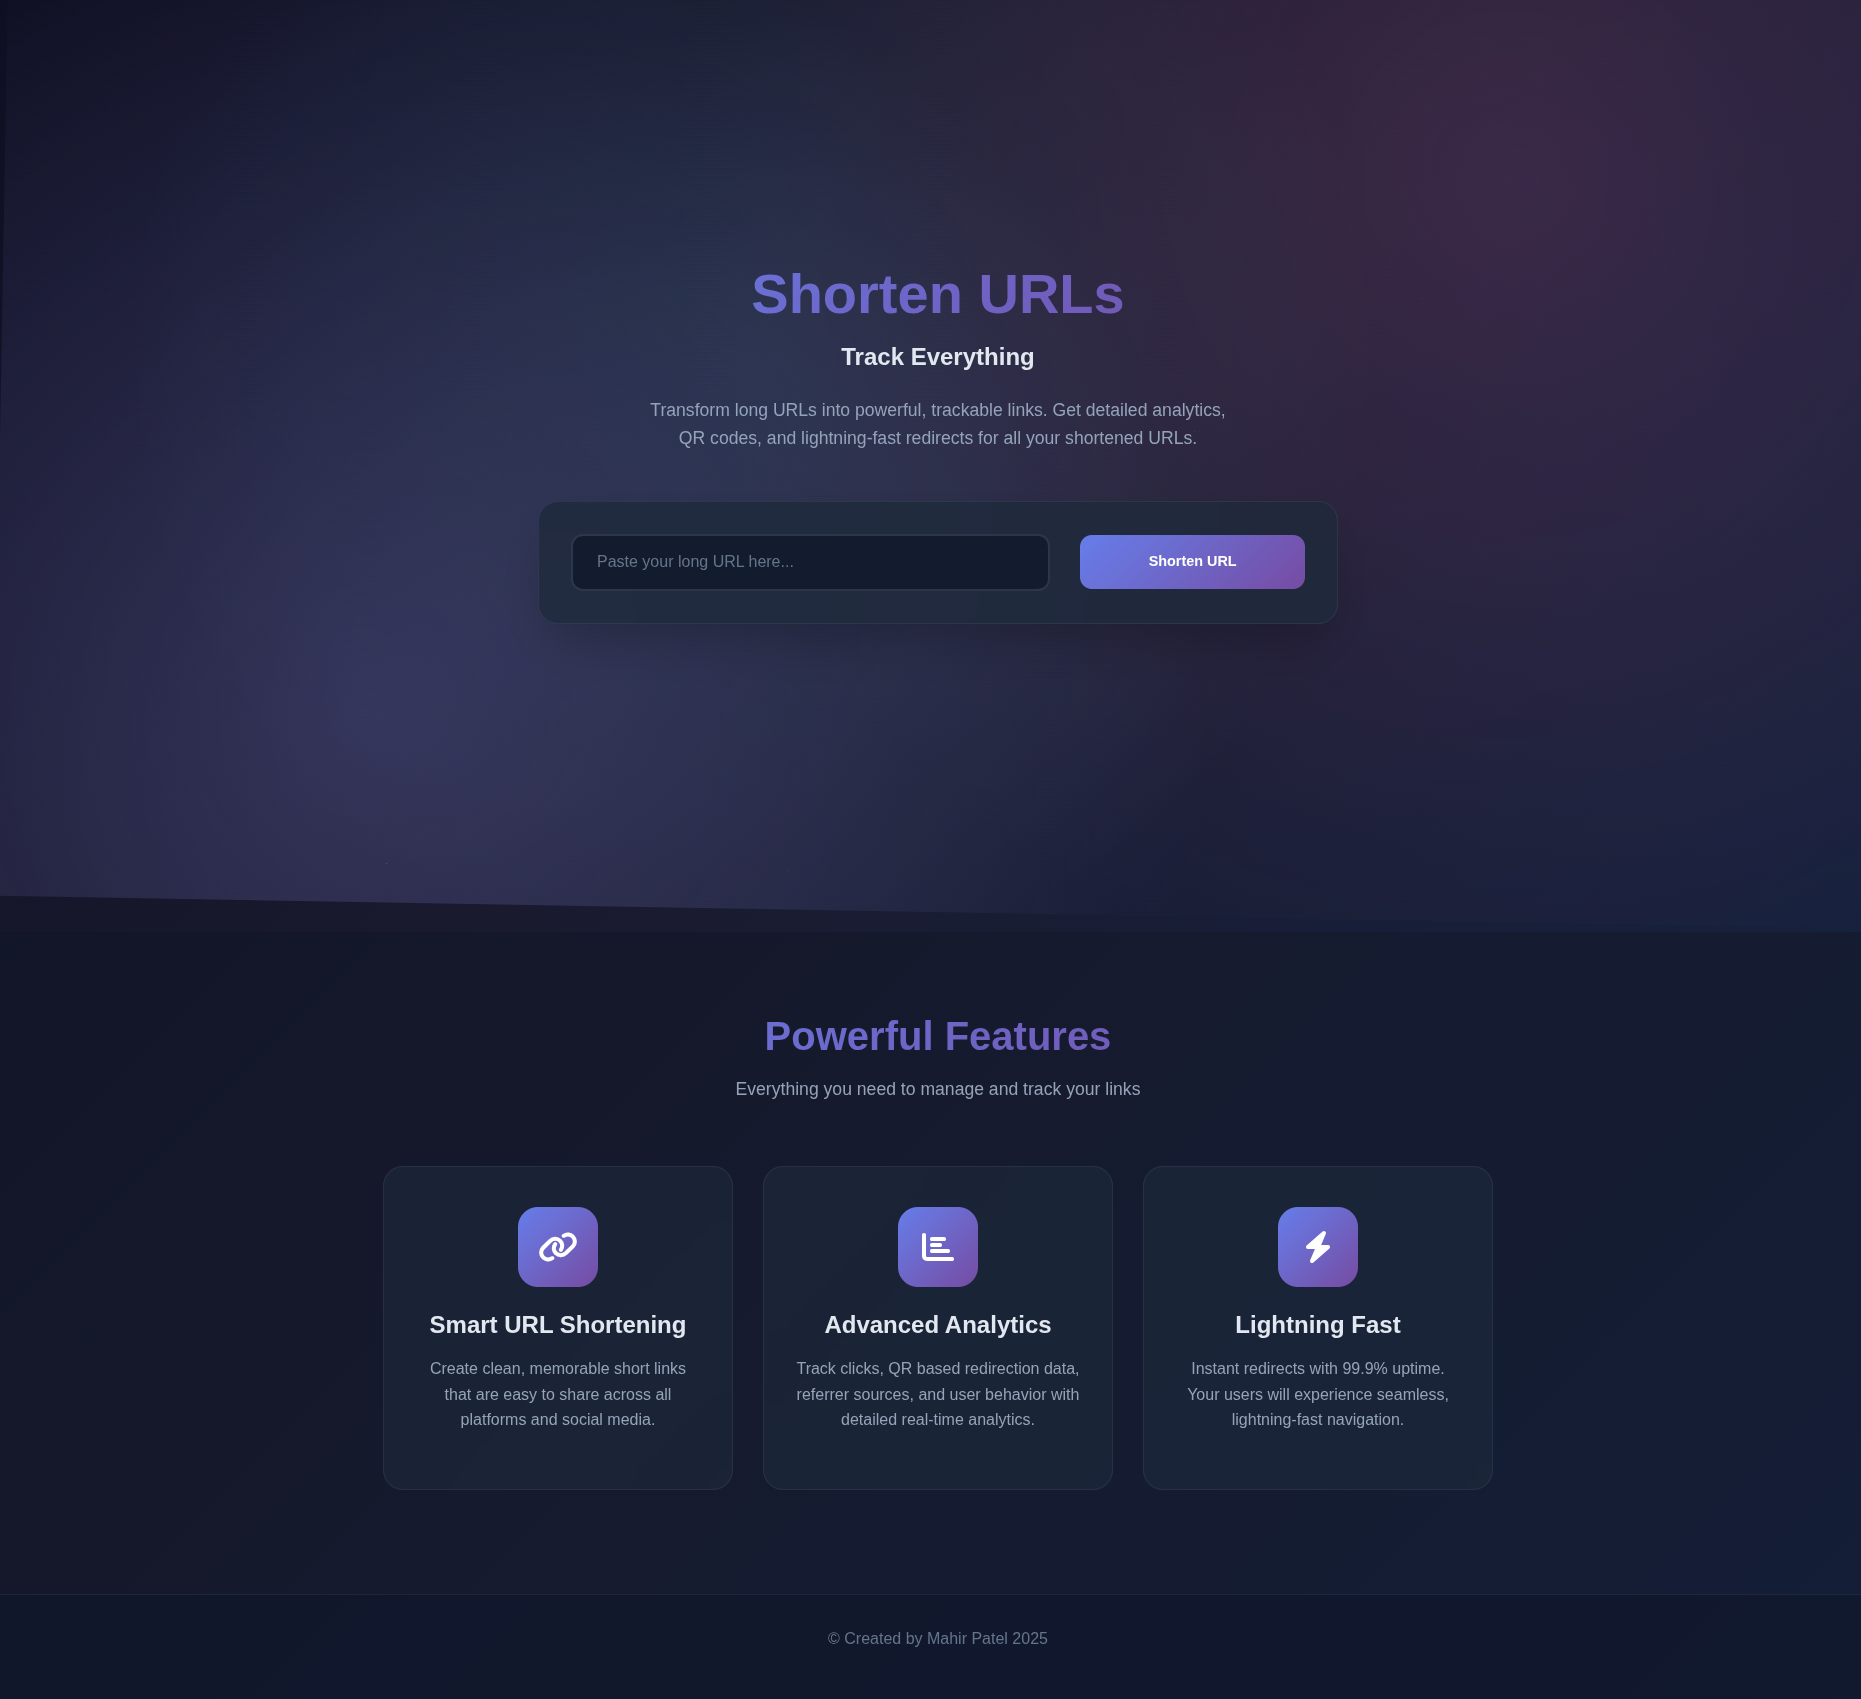 Shorten URLs
Track Everything
Transform long URLs into powerful, trackable links. Get detailed analytics,
QR codes, and lightning-fast redirects for all your shortened URLs.
Paste your long URL here...
Shorten URL
Powerful Features
Everything you need to manage and track your links
Smart URL Shortening
Create clean, memorable short links
that are easy to share across all
platforms and social media.
Advanced Analytics
Track clicks, QR based redirection data,
referrer sources, and user behavior with
detailed real-time analytics.
Lightning Fast
Instant redirects with 99.9% uptime.
Your users will experience seamless,
lightning-fast navigation.
© Created by Mahir Patel 2025